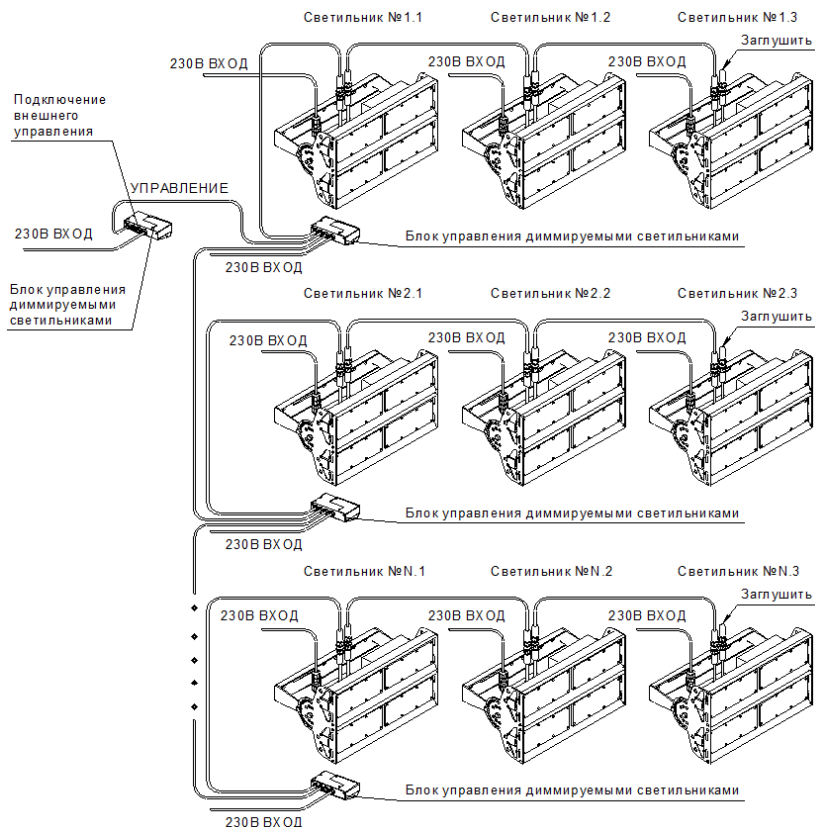 Светильник №1.1
Светильник №1.2
Светильник №1.3
Заглушить
230В ВХОД
230В ВХОД
230В ВХОД
Подключение
внешнего
управления
УПРАВЛЕНИЕ
230В ВХОД
Блок управления диммируемыми светильниками
230В ВХОД
Блок управления
диммируемыми
светильниками
Светильник №2.1
Светильник №2.2
Светильник №2.3
Заглушить
230В ВХОД
230В ВХОД
230В ВХОД
Блок управления диммируемыми светильниками
230В ВХОД
Светильник №N.1
Светильник №N.2
Светильник №N.3
Заглушить
230В ВХОД
230В ВХОД
230В ВХОД
Блок управления диммируемыми светильниками
230В ВХОД